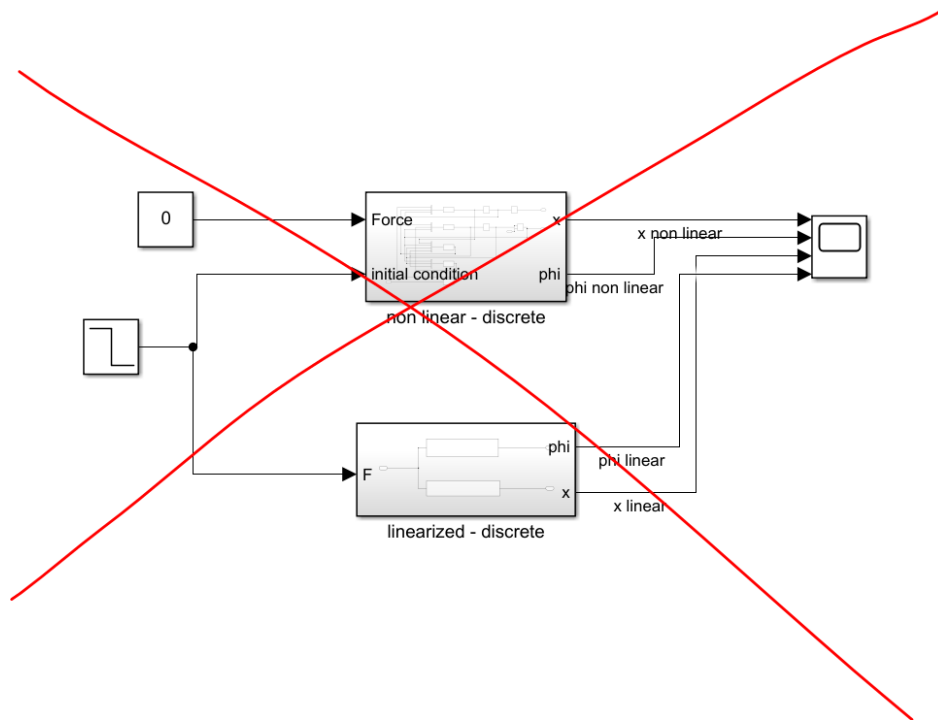 0
Force
x
x non linear
initial condition
phi
phi non linear
non linear - discrete
phi
phi linear
F
x
x linear
linearized - discrete